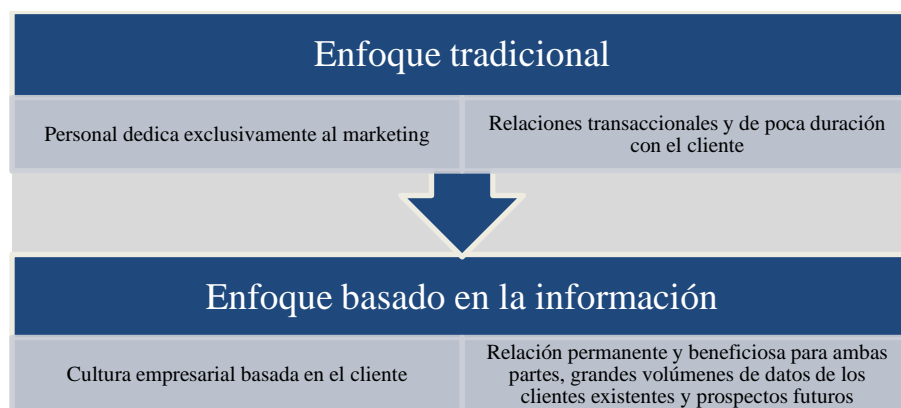 Enfoque tradicional
Personal dedica exclusivamente al marketing
Relaciones transaccionales y de poca duración
con el cliente
Enfoque basado en la información
Cultura empresarial basada en el cliente
Relación permanente y beneficiosa para ambas
partes, grandes volúmenes de datos de los
clientes existentes y prospectos futuros